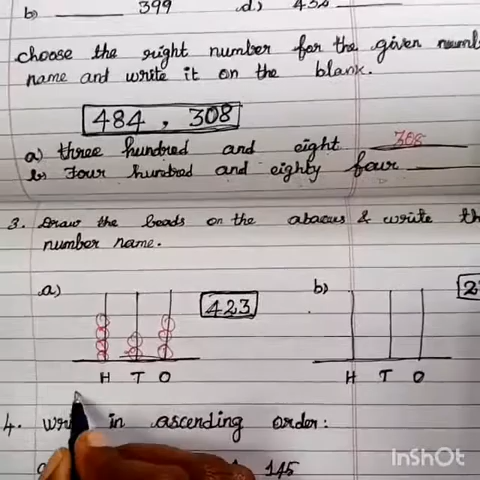 b) ______ 399 d.)
choose the right number for the given
name and write it on the blank.
484 , 308
a) three hundred and eight 308
b. Four hundred and eighty four ______
3. Draw the beads on the abacus & write
number name.
a) 423 b)
H T O H T O
4. in ascending order:
145
InShOt